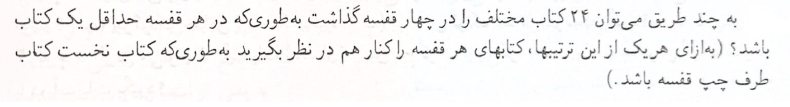 به چند طریق می‌توان ۲۴ کتاب مختلف را در چهار قفسه گذاشت به‌طوری‌که در هر قفسه حداقل یک کتاب
باشد؟ (به‌ازای هریک از این ترتیبها، کتابهای هر قفسه را کنار هم در نظر بگیرید به‌طوری‌که کتاب نخست کتاب
طرف چپ قفسه باشد.)